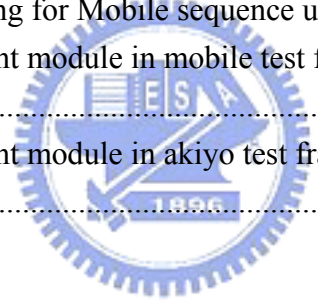 ng for Mobile sequence u
nt module in mobile test f
................................
nt module in akiyo test fra
................................
E S A
1896